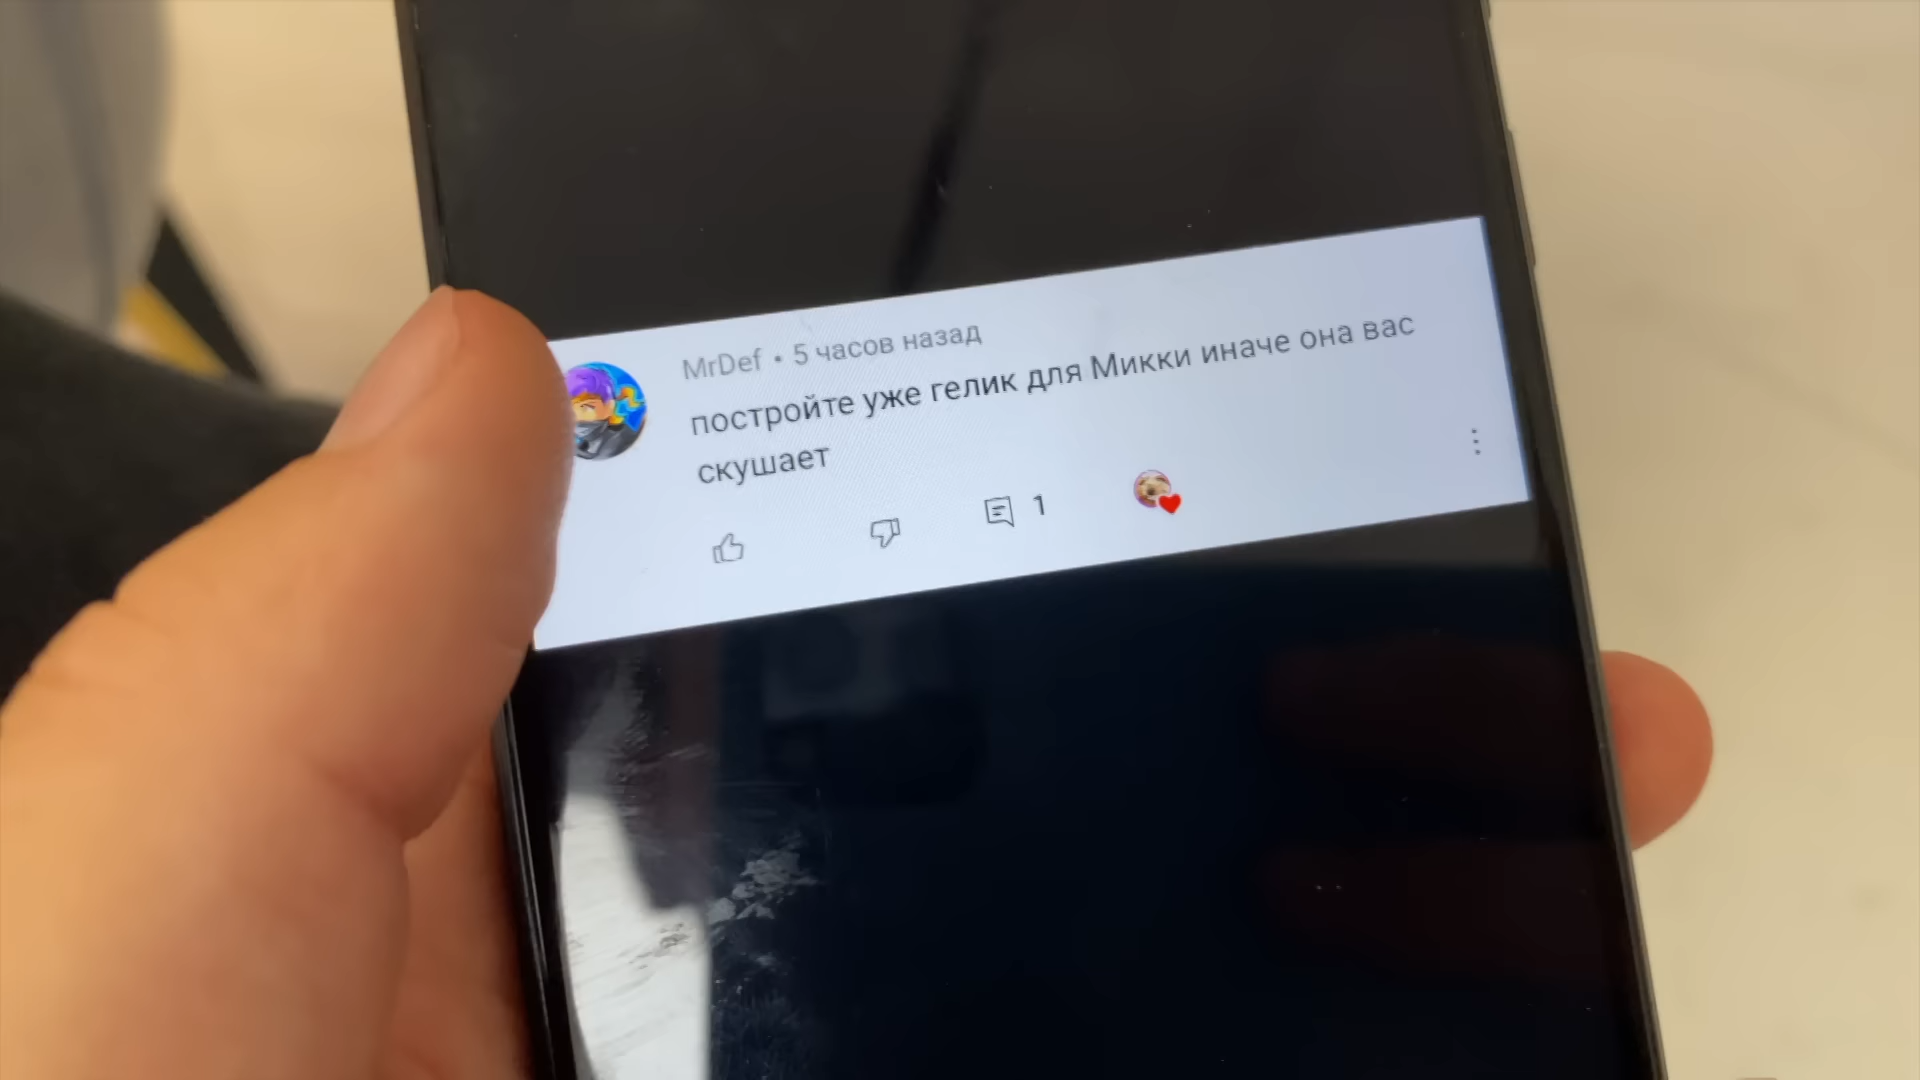 MrDef • 5 часов назад
постройте уже гелик для Микки иначе она вас
скушает
1